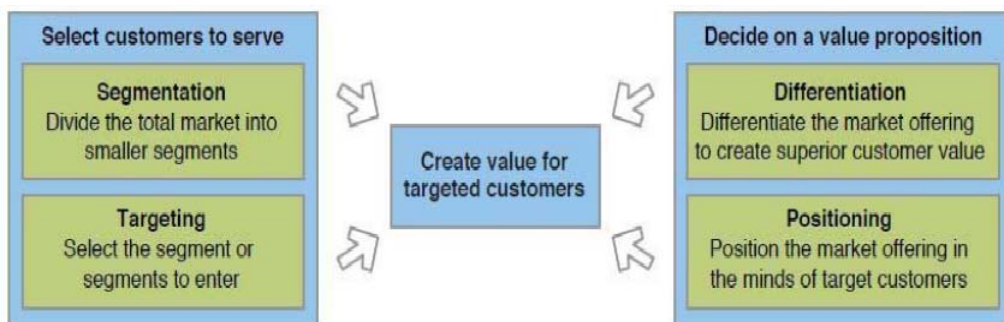 Select customers to serve
Segmentation
Divide the total market into
smaller segments
Targeting
Select the segment or
segments to enter
Create value for
targeted customers
Decide on a value proposition
Differentiation
Differentiate the market offering
to create superior customer value
Positioning
Position the market offering in
the minds of target customers